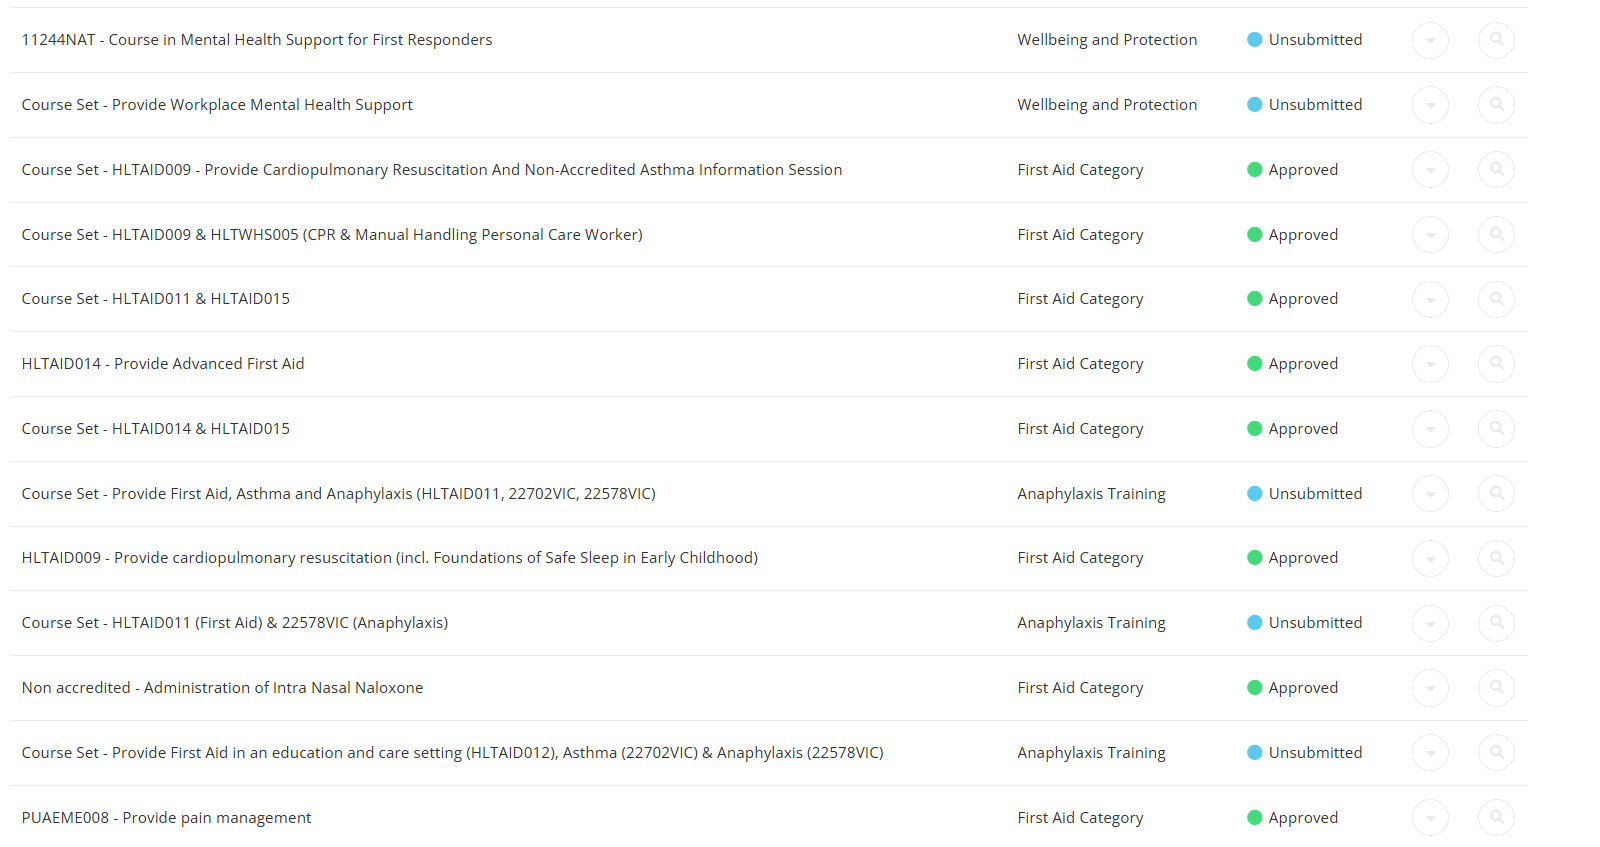 11244NAT - Course in Mental Health Support for First Responders Wellbeing and Protection Unsubmitted
Course Set - Provide Workplace Mental Health Support Wellbeing and Protection Unsubmitted
Course Set - HLTAID009 - Provide Cardiopulmonary Resuscitation And Non-Accredited Asthma Information Session First Aid Category Approved
Course Set - HLTAID009 & HLTWHS005 (CPR & Manual Handling Personal Care Worker) First Aid Category Approved
Course Set - HLTAID011 & HLTAID015 First Aid Category Approved
HLTAID014 - Provide Advanced First Aid First Aid Category Approved
Course Set - HLTAID014 & HLTAID015 First Aid Category Approved
Course Set - Provide First Aid, Asthma and Anaphylaxis (HLTAID011, 22702VIC, 22578VIC) Anaphylaxis Training Unsubmitted
HLTAID009 - Provide cardiopulmonary resuscitation (incl. Foundations of Safe Sleep in Early Childhood) First Aid Category Approved
Course Set - HLTAID011 (First Aid) & 22578VIC (Anaphylaxis) Anaphylaxis Training Unsubmitted
Non accredited - Administration of Intra Nasal Naloxone First Aid Category Approved
Course Set - Provide First Aid in an education and care setting (HLTAID012), Asthma (22702VIC) & Anaphylaxis (22578VIC) Anaphylaxis Training Unsubmitted
PUAEME008 - Provide pain management First Aid Category Approved